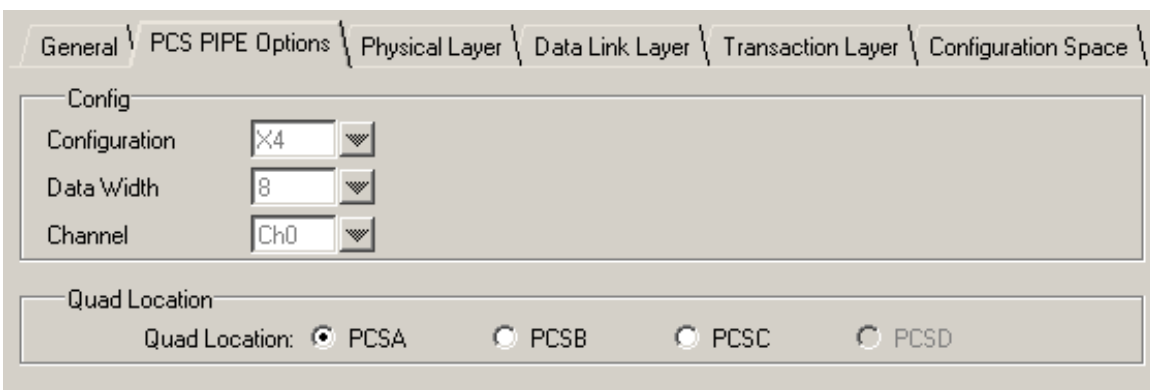 General PCS PIPE Options Physical Layer Data Link Layer Transaction Layer Configuration Space
Config
Configuration X4
Data Width 8
Channel Ch0
Quad Location
Quad Location: PCSA PCSB PCSC PCSD